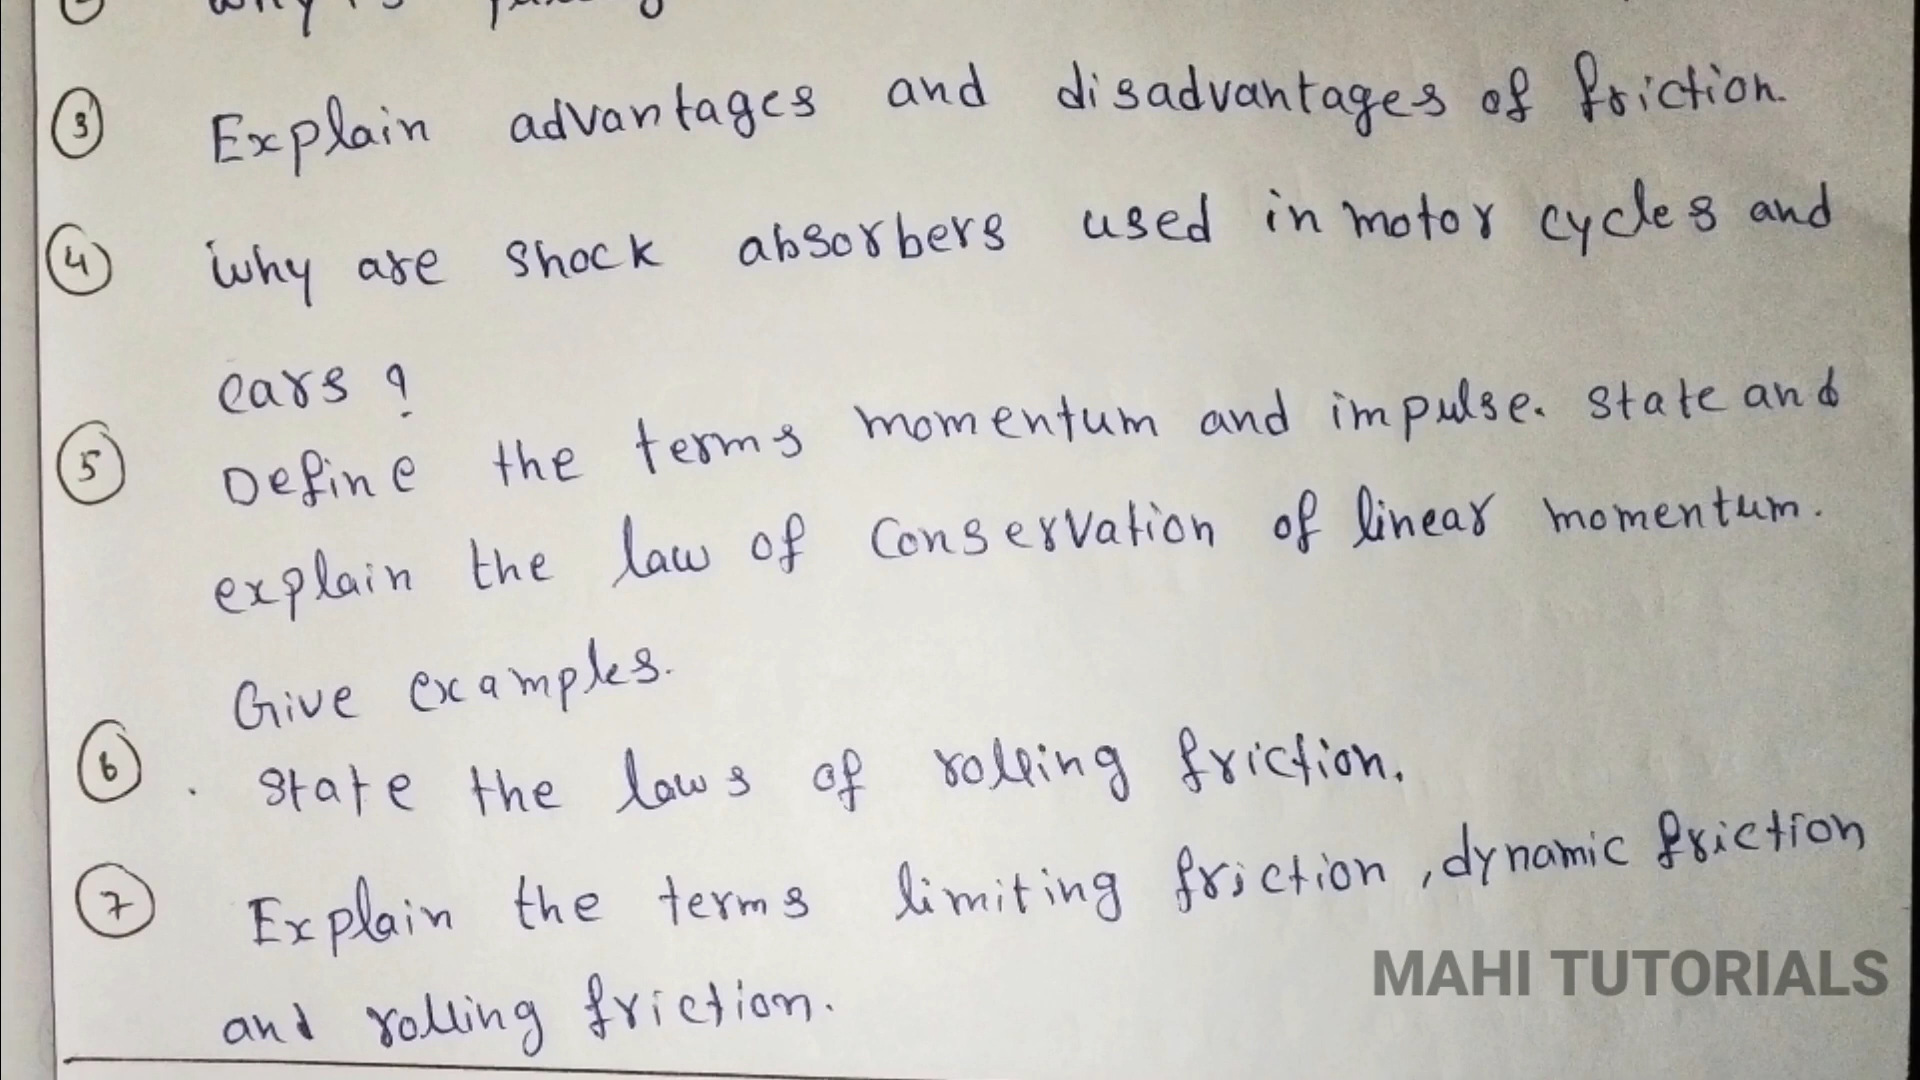 why is
③ Explain advantages and disadvantages of friction.
④ why are shock absorbers used in motor cycles and
cars ?
⑤ Define the terms momentum and impulse. state and
explain the law of conservation of linear momentum.
Give examples.
⑥ . state the laws of rolling friction.
⑦ Explain the terms limiting friction, dynamic friction
and rolling friction.
MAHI TUTORIALS